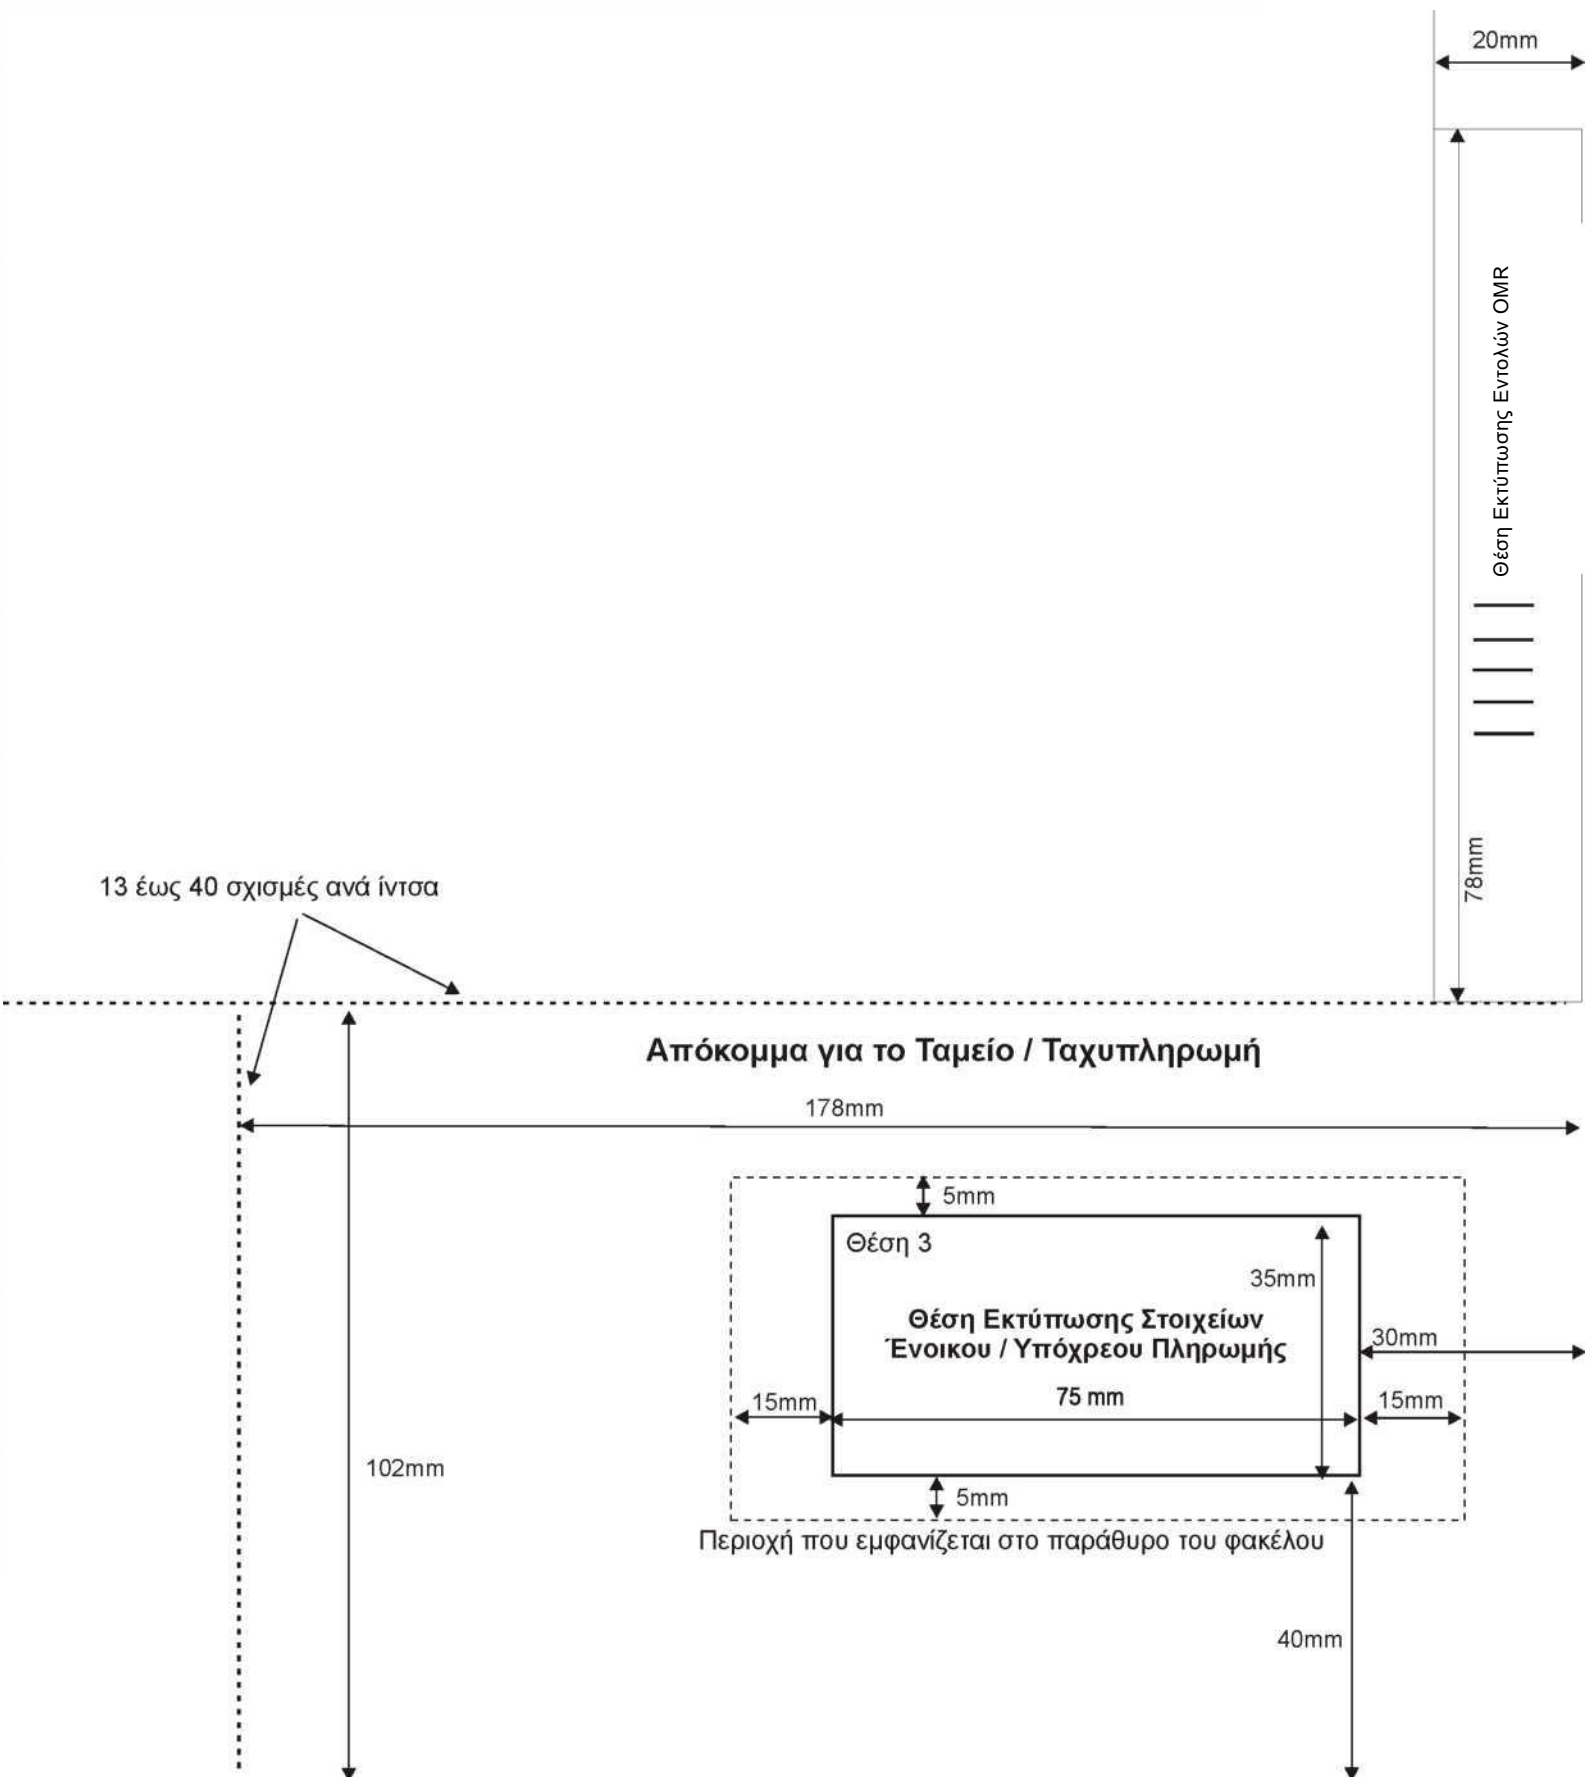 20mm
Θέση Εκτύπωσης Εντολών OMR
78mm
13 έως 40 σχισμές ανά ίντσα
Απόκομμα για το Ταμείο / Ταχυπληρωμή
178mm
5mm
Θέση 3
35mm
Θέση Εκτύπωσης Στοιχείων
Ένοικου / Υπόχρεου Πληρωμής
30mm
15mm
75 mm
15mm
102mm
5mm
Περιοχή που εμφανίζεται στο παράθυρο του φακέλου
40mm